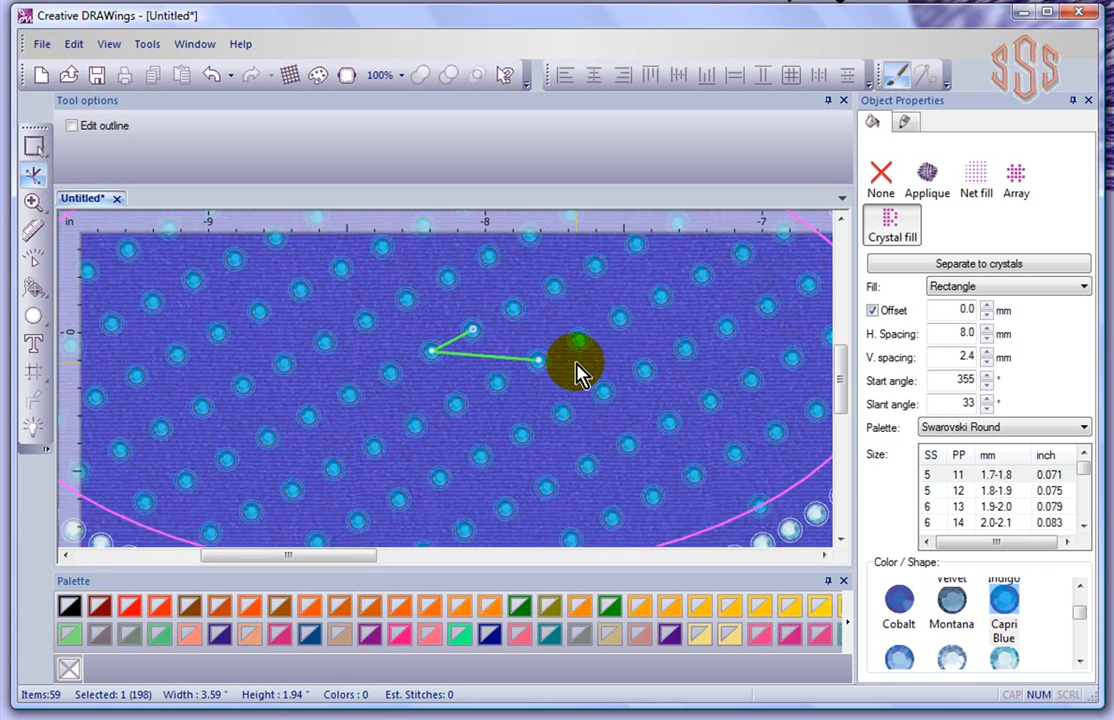 Creative DRAWings - [Untitled*]
File Edit View Tools Window Help
SSS
100%
Tool options
Object Properties
Edit outline
None Applique Net fill Array
Crystal fill
Untitled*
in -9 -8 -7
0
Separate to crystals
Fill: Rectangle
Offset 0.0 mm
H. Spacing: 8.0 mm
V. spacing: 2.4 mm
Start angle: 355 °
Slant angle: 33 °
Palette: Swarovski Round
Size: SS PP mm inch
5 11 1.7-1.8 0.071
5 12 1.8-1.9 0.075
6 13 1.9-2.0 0.079
6 14 2.0-2.1 0.083
Color / Shape:
Velvet Indigo
Cobalt Montana Capri Blue
Palette
Items:59 Selected: 1 (198) Width : 3.59 " Height : 1.94 " Colors : 0 Est. Stitches: 0 CAP NUM SCRL